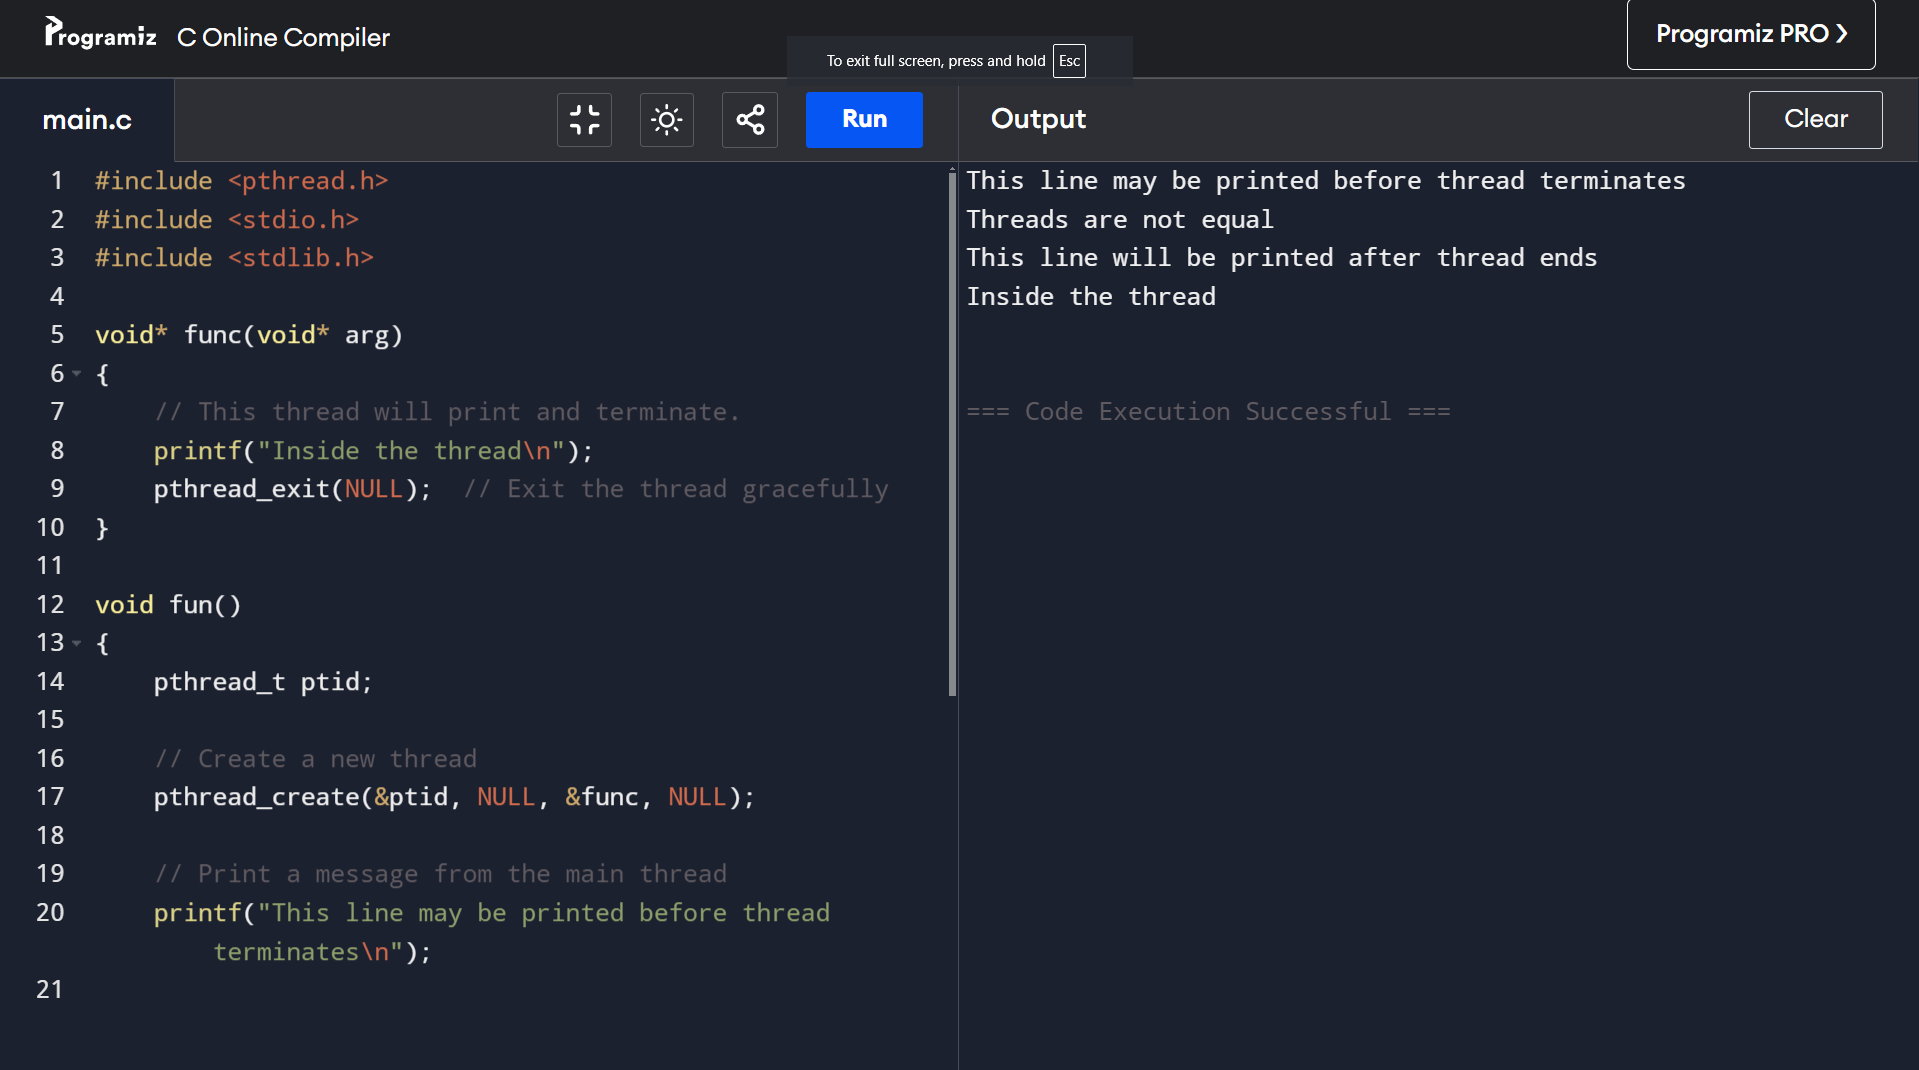 Programiz C Online Compiler
To exit full screen, press and hold Esc
Programiz PRO ❯
main.c
Run
Output
Clear
1 #include <pthread.h>
2 #include <stdio.h>
3 #include <stdlib.h>
4
5 void* func(void* arg)
6 {
7 // This thread will print and terminate.
8 printf("Inside the thread\n");
9 pthread_exit(NULL); // Exit the thread gracefully
10 }
11
12 void fun()
13 {
14 pthread_t ptid;
15
16 // Create a new thread
17 pthread_create(&ptid, NULL, &func, NULL);
18
19 // Print a message from the main thread
20 printf("This line may be printed before thread
terminates\n");
21
This line may be printed before thread terminates
Threads are not equal
This line will be printed after thread ends
Inside the thread
=== Code Execution Successful ===